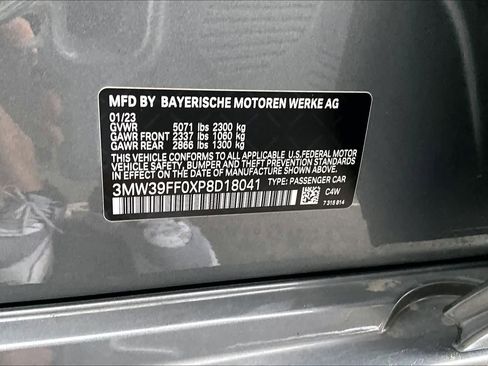 MFD BY BAYERISCHE MOTOREN WERKE AG
01/23
GVWR 5071 lbs 2300 kg
GAWR FRONT 2337 lbs 1060 kg
GAWR REAR 2866 lbs 1300 kg
THIS VEHICLE CONFORMS TO ALL APPLICABLE U.S.FEDERAL MOTOR
VEHICLE SAFETY, BUMPER, AND THEFT PREVENTION STANDARDS
IN EFFECT ON THE DATE OF MANUFACTURE SHOWN ABOVE.
3MW39FF0XP8D18041 TYPE: PASSENGER CAR
C4W
7 315 814